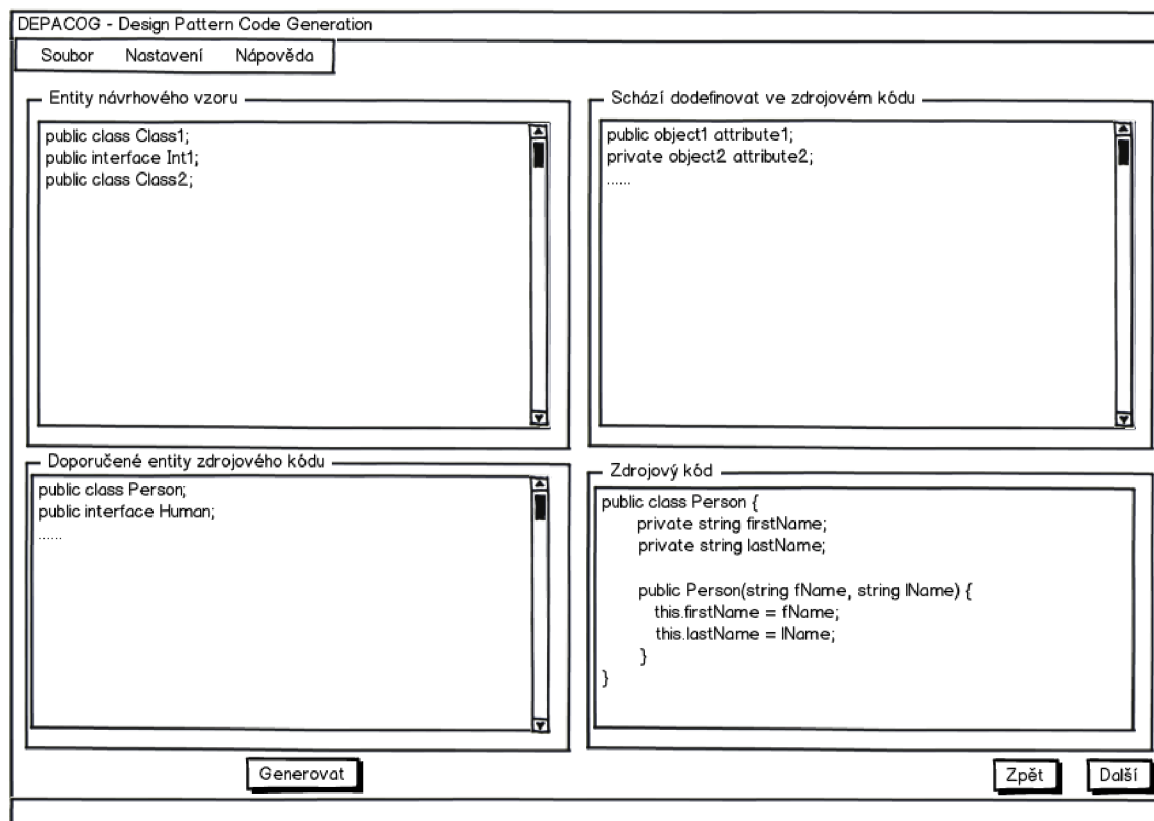 DEPACOG - Design Pattern Code Generation
Soubor Nastavení Nápověda
Entity návrhového vzoru
public class Class1;
public interface Int1;
public class Class2;
Schází dodefinovat ve zdrojovém kódu
public object1 attribute1;
private object2 attribute2;
......
Doporučené entity zdrojového kódu
public class Person;
public interface Human;
......
Zdrojový kód
public class Person {
private string firstName;
private string lastName;
public Person(string fName, string lName) {
this.firstName = fName;
this.lastName = lName;
}
}
Generovat
Zpět
Další